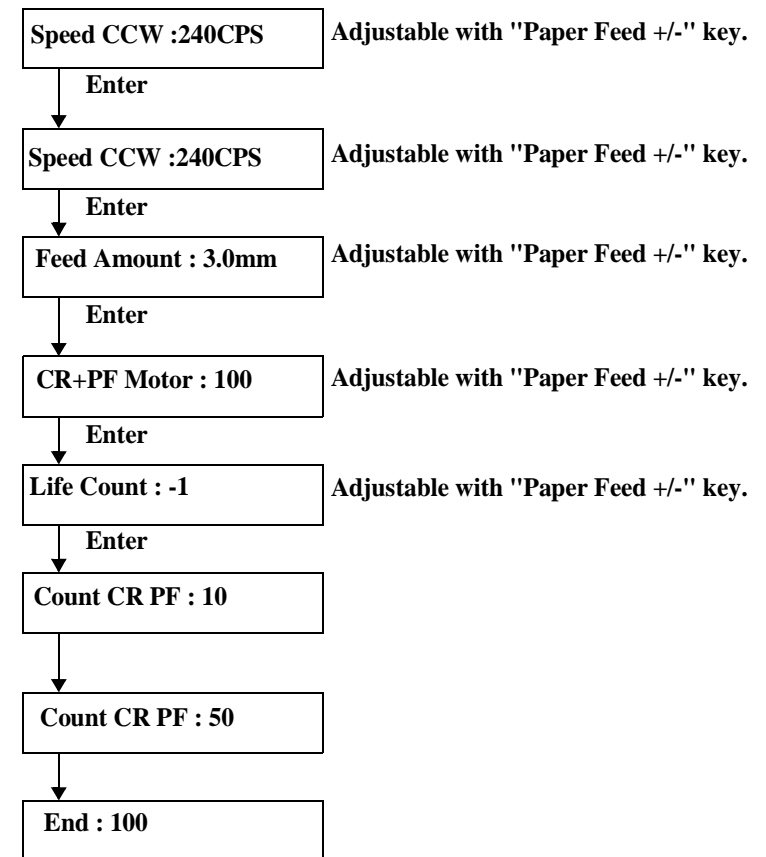 Speed CCW :240CPS Adjustable with "Paper Feed +/-" key.
Enter
Speed CCW :240CPS Adjustable with "Paper Feed +/-" key.
Enter
Feed Amount : 3.0mm Adjustable with "Paper Feed +/-" key.
Enter
CR+PF Motor : 100 Adjustable with "Paper Feed +/-" key.
Enter
Life Count : -1 Adjustable with "Paper Feed +/-" key.
Enter
Count CR PF : 10
Count CR PF : 50
End : 100